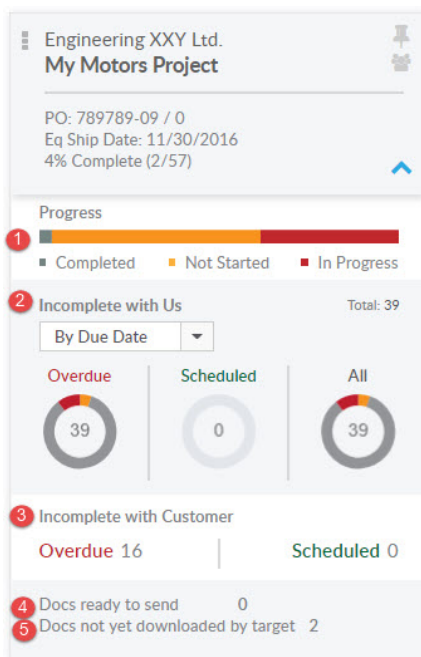 Engineering XXY Ltd.
My Motors Project
PO: 789789-09 / 0
Eq Ship Date: 11/30/2016
4% Complete (2/57)
Progress
1
Completed Not Started In Progress
2 Incomplete with Us Total: 39
By Due Date
Overdue Scheduled All
39 0 39
3 Incomplete with Customer
Overdue 16 Scheduled 0
4 Docs ready to send 0
5 Docs not yet downloaded by target 2